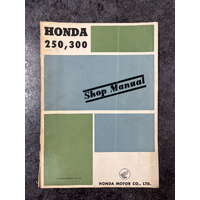 HONDA
250,300
Shop Manual
HONDA MOTOR CO., LTD.